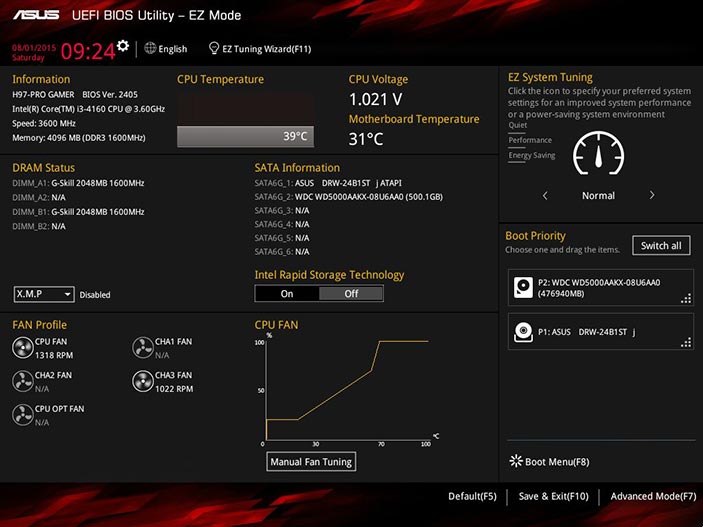 ASUS UEFI BIOS Utility – EZ Mode
08/01/2015
Saturday
09:24
English
EZ Tuning Wizard(F11)
Information
H97-PRO GAMER BIOS Ver. 2405
Intel(R) Core(TM) i3-4160 CPU @ 3.60GHz
Speed: 3600 MHz
Memory: 4096 MB (DDR3 1600MHz)
CPU Temperature
39°C
CPU Voltage
1.021 V
Motherboard Temperature
31°C
EZ System Tuning
Click the icon to specify your preferred system
settings for an improved system performance
or a power-saving system environment
Quiet
Performance
Energy Saving
Normal
DRAM Status
DIMM_A1: G-Skill 2048MB 1600MHz
DIMM_A2: N/A
DIMM_B1: G-Skill 2048MB 1600MHz
DIMM_B2: N/A
X.M.P
Disabled
SATA Information
SATA6G_1: ASUS DRW-24B1ST j ATAPI
SATA6G_2: WDC WD5000AAKX-08U6AA0 (500.1GB)
SATA6G_3: N/A
SATA6G_4: N/A
SATA6G_5: N/A
SATA6G_6: N/A
Intel Rapid Storage Technology
On Off
Boot Priority
Choose one and drag the items.
Switch all
P2: WDC WD5000AAKX-08U6AA0
(476940MB)
P1: ASUS DRW-24B1ST j
FAN Profile
CPU FAN
1318 RPM
CHA1 FAN
N/A
CHA2 FAN
N/A
CHA3 FAN
1022 RPM
CPU OPT FAN
N/A
CPU FAN
%
100
50
0 30 70 100
°C
Manual Fan Tuning
Boot Menu(F8)
Default(F5)
Save & Exit(F10)
Advanced Mode(F7)